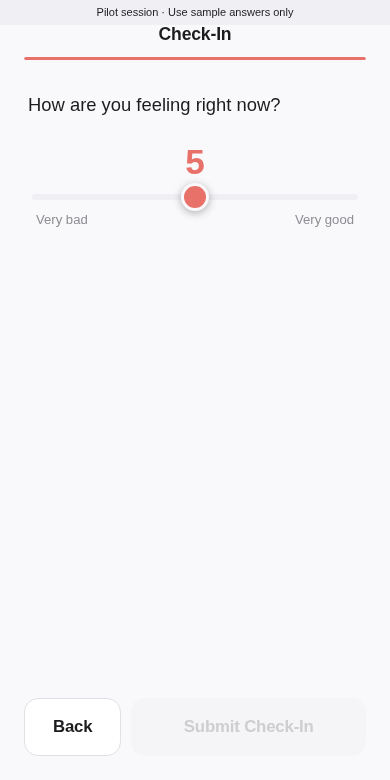 Pilot session · Use sample answers only
Check-In
How are you feeling right now?
5
Very bad
Very good
Back
Submit Check-In